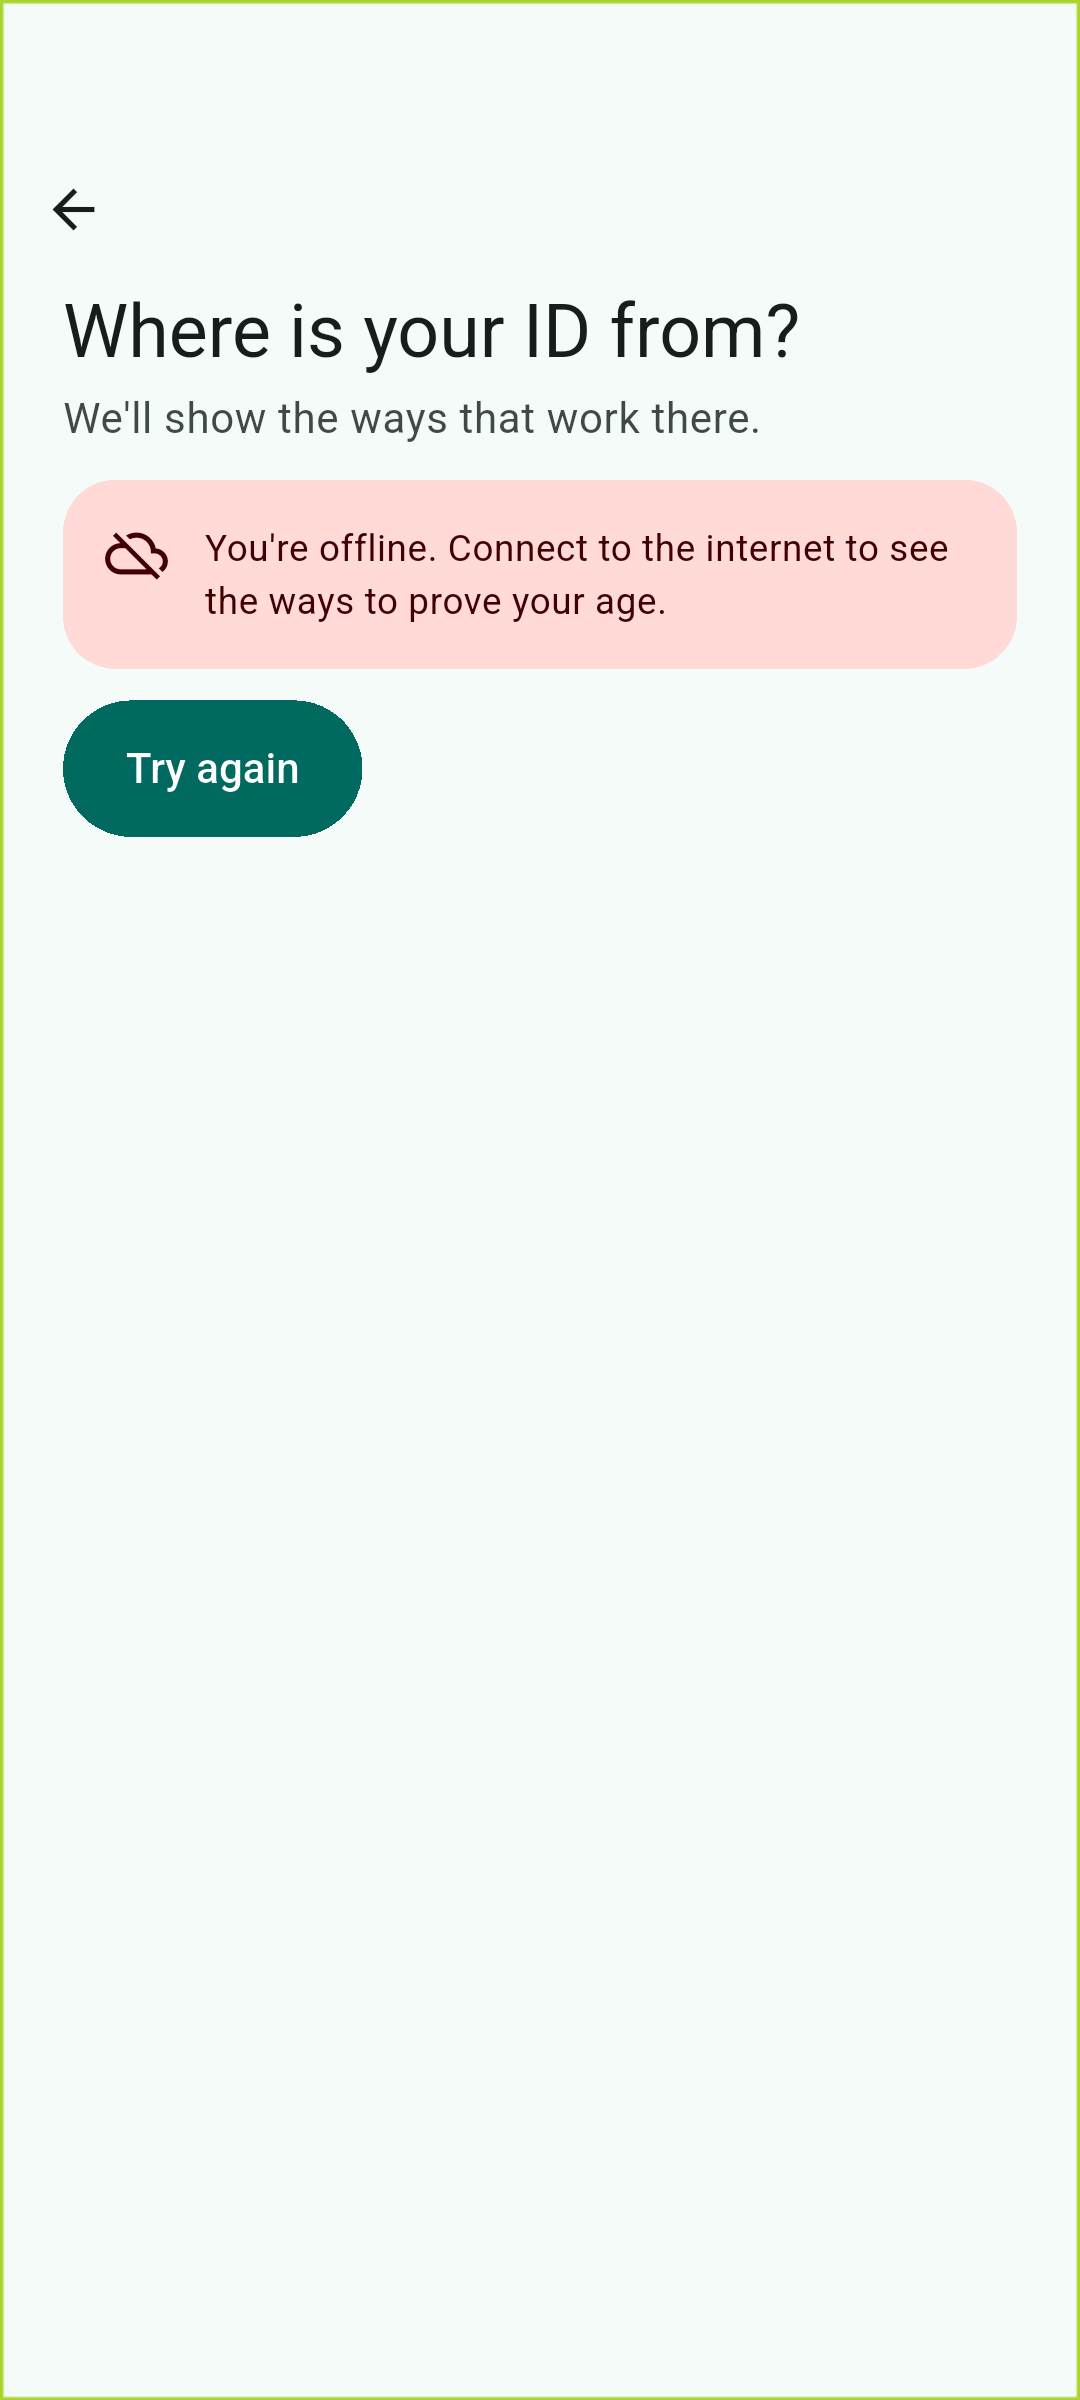 Where is your ID from?
We'll show the ways that work there.
You're offline. Connect to the internet to see
the ways to prove your age.
Try again